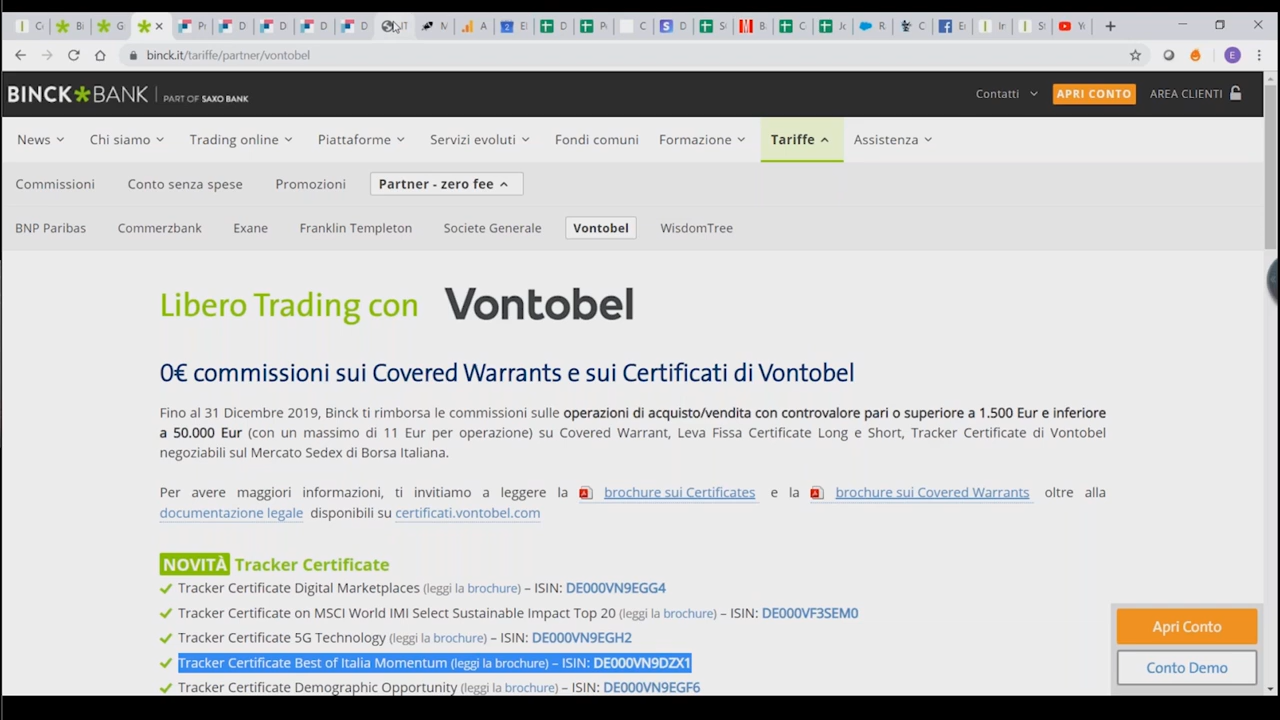 binck.it/tariffe/partner/vontobel
E
BINCK BANK | PART OF SAXO BANK
Contatti APRI CONTO AREA CLIENTI
News Chi siamo Trading online Piattaforme Servizi evoluti Fondi comuni Formazione Tariffe Assistenza
Commissioni Conto senza spese Promozioni Partner - zero fee
BNP Paribas Commerzbank Exane Franklin Templeton Societe Generale Vontobel WisdomTree
Libero Trading con Vontobel
0€ commissioni sui Covered Warrants e sui Certificati di Vontobel
Fino al 31 Dicembre 2019, Binck ti rimborsa le commissioni sulle operazioni di acquisto/vendita con controvalore pari o superiore a 1.500 Eur e inferiore
a 50.000 Eur (con un massimo di 11 Eur per operazione) su Covered Warrant, Leva Fissa Certificate Long e Short, Tracker Certificate di Vontobel
negoziabili sul Mercato Sedex di Borsa Italiana.
Per avere maggiori informazioni, ti invitiamo a leggere la brochure sui Certificates e la brochure sui Covered Warrants oltre alla
documentazione legale disponibili su certificati.vontobel.com
NOVITÀ Tracker Certificate
Tracker Certificate Digital Marketplaces (leggi la brochure) – ISIN: DE000VN9EGG4
Tracker Certificate on MSCI World IMI Select Sustainable Impact Top 20 (leggi la brochure) – ISIN: DE000VF3SEM0
Tracker Certificate 5G Technology (leggi la brochure) – ISIN: DE000VN9EGH2
Tracker Certificate Best of Italia Momentum (leggi la brochure) – ISIN: DE000VN9DZX1
Tracker Certificate Demographic Opportunity (leggi la brochure) – ISIN: DE000VN9EGF6
Apri Conto
Conto Demo